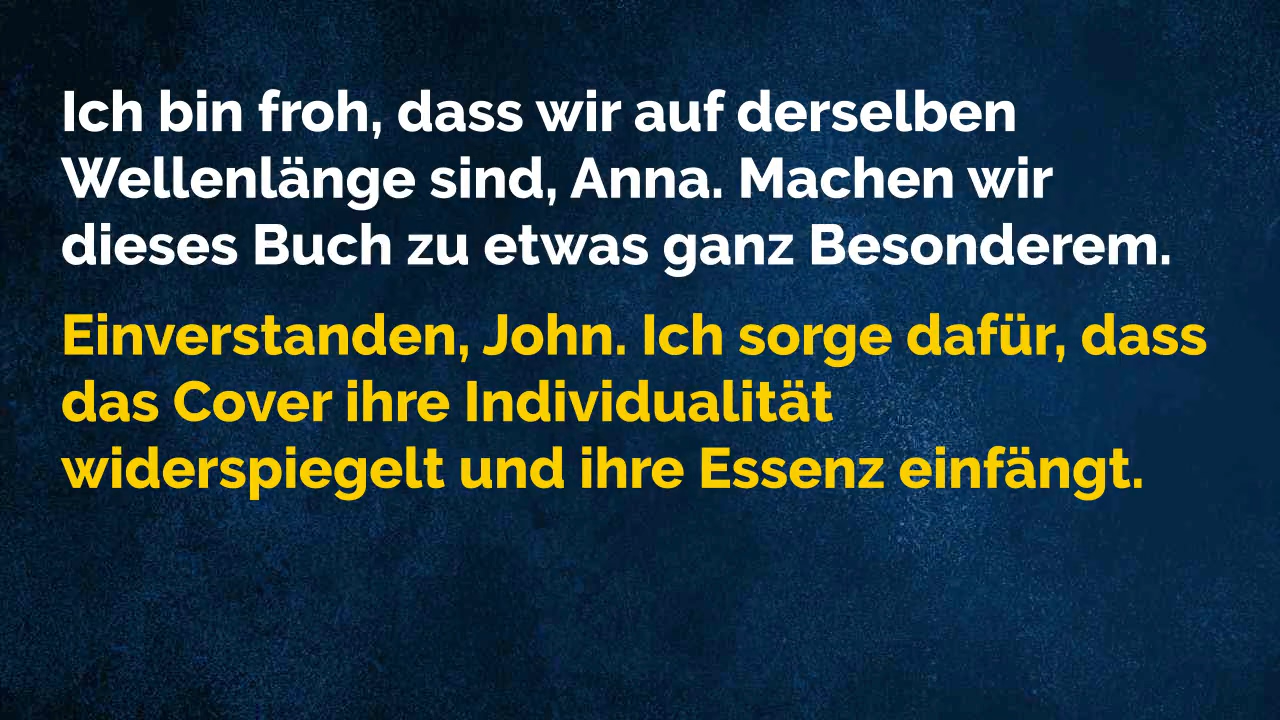 Ich bin froh, dass wir auf derselben
Wellenlänge sind, Anna. Machen wir
dieses Buch zu etwas ganz Besonderem.
Einverstanden, John. Ich sorge dafür, dass
das Cover ihre Individualität
widerspiegelt und ihre Essenz einfängt.